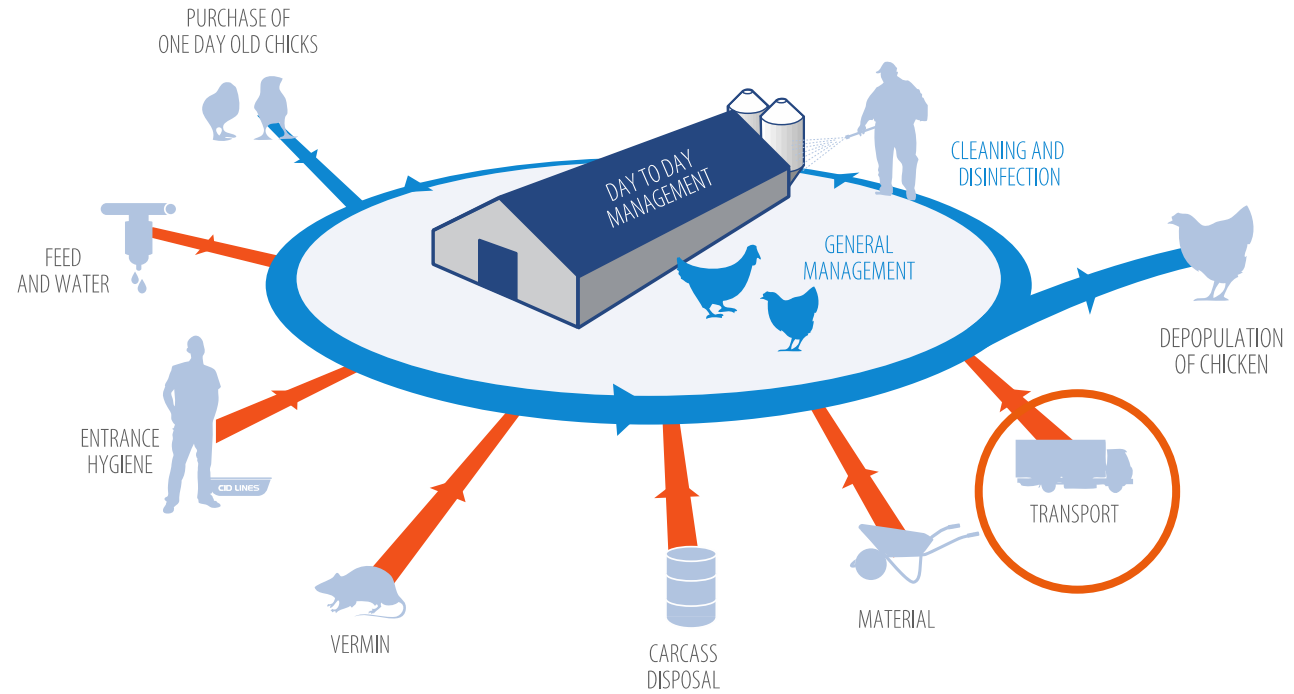 PURCHASE OF
ONE DAY OLD CHICKS
CLEANING AND
DISINFECTION
DAY TO DAY
MANAGEMENT
GENERAL
MANAGEMENT
FEED
AND WATER
DEPOPULATION
OF CHICKEN
ENTRANCE
HYGIENE
CID LINES
TRANSPORT
MATERIAL
VERMIN
CARCASS
DISPOSAL